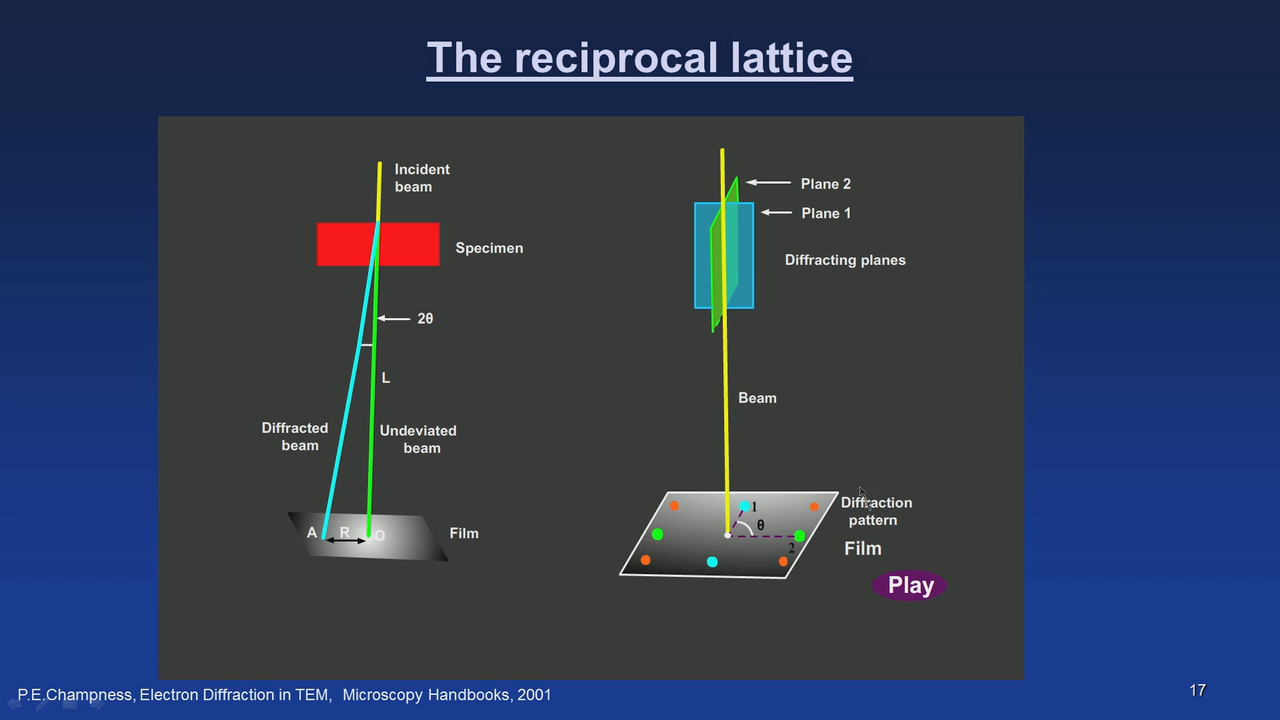 The reciprocal lattice
Incident
beam
Specimen
2θ
L
Diffracted
beam
Undeviated
beam
A
R
O
Film
Plane 2
Plane 1
Diffracting planes
Beam
1
θ
2
Diffraction
pattern
Film
Play
P.E.Champness, Electron Diffraction in TEM, Microscopy Handbooks, 2001
17